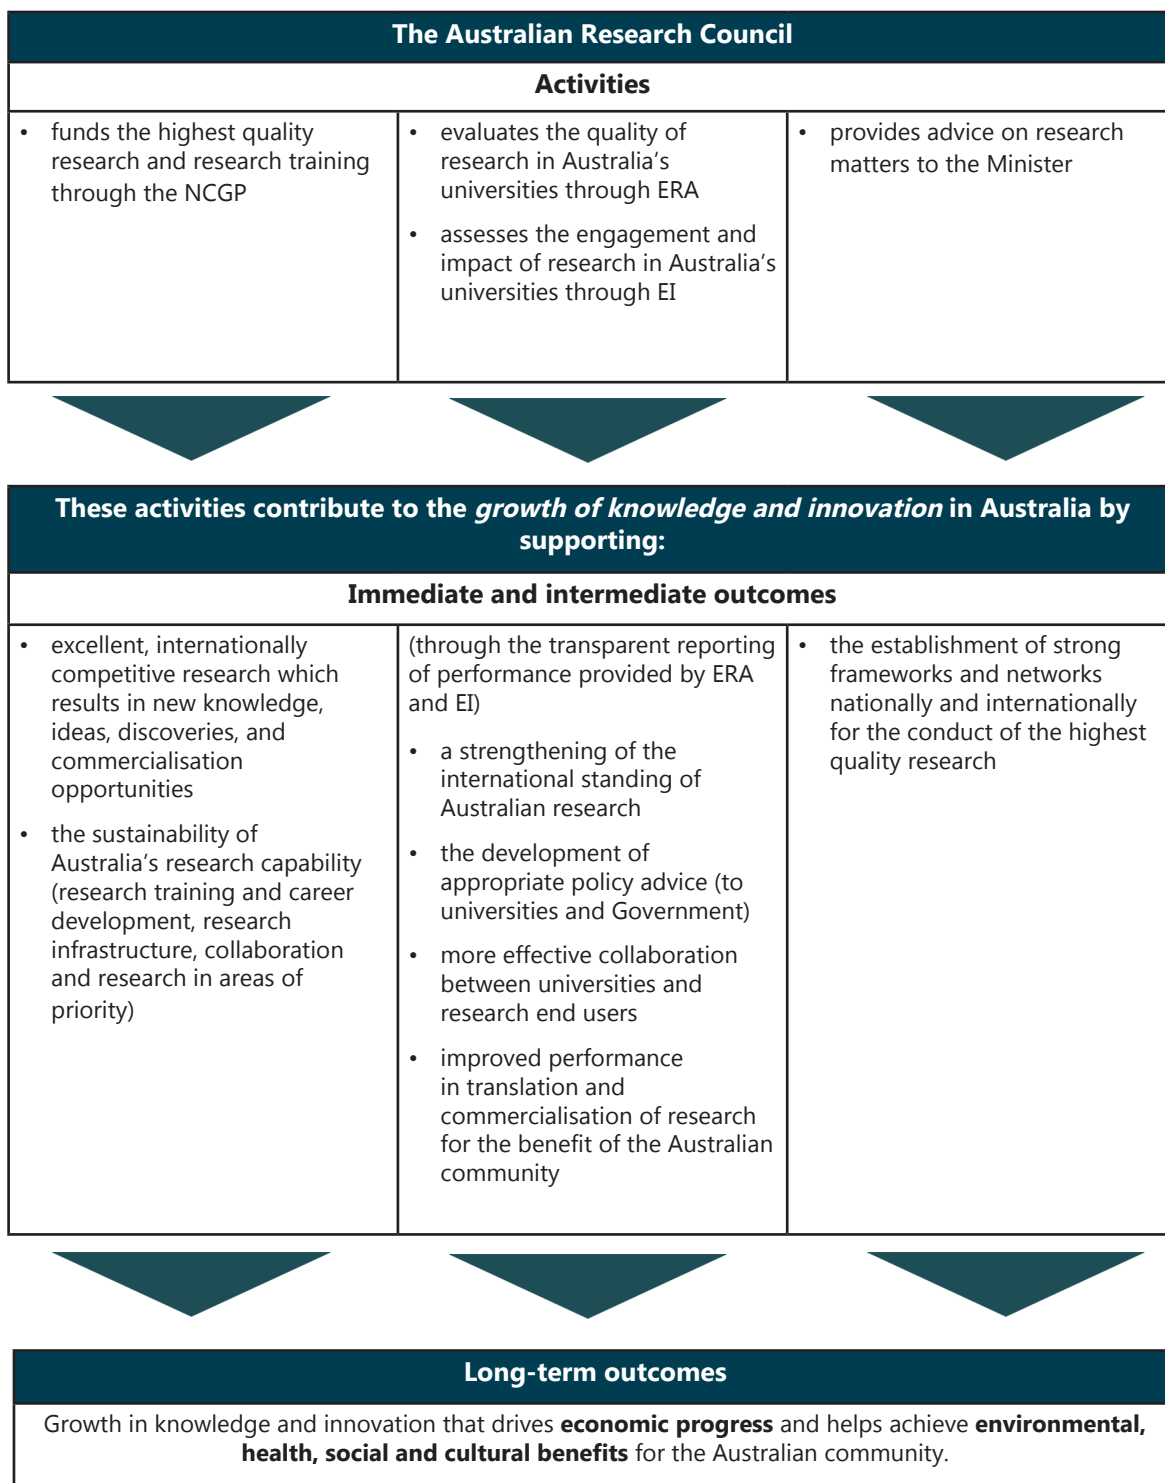 The Australian Research Council
Activities
• funds the highest quality
research and research training
through the NCGP
• evaluates the quality of
research in Australia’s
universities through ERA
• assesses the engagement and
impact of research in Australia’s
universities through EI
• provides advice on research
matters to the Minister
These activities contribute to the growth of knowledge and innovation in Australia by
supporting:
Immediate and intermediate outcomes
• excellent, internationally
competitive research which
results in new knowledge,
ideas, discoveries, and
commercialisation
opportunities
• the sustainability of
Australia’s research capability
(research training and career
development, research
infrastructure, collaboration
and research in areas of
priority)
(through the transparent reporting
of performance provided by ERA
and EI)
• a strengthening of the
international standing of
Australian research
• the development of
appropriate policy advice (to
universities and Government)
• more effective collaboration
between universities and
research end users
• improved performance
in translation and
commercialisation of research
for the benefit of the Australian
community
• the establishment of strong
frameworks and networks
nationally and internationally
for the conduct of the highest
quality research
Long-term outcomes
Growth in knowledge and innovation that drives economic progress and helps achieve environmental,
health, social and cultural benefits for the Australian community.